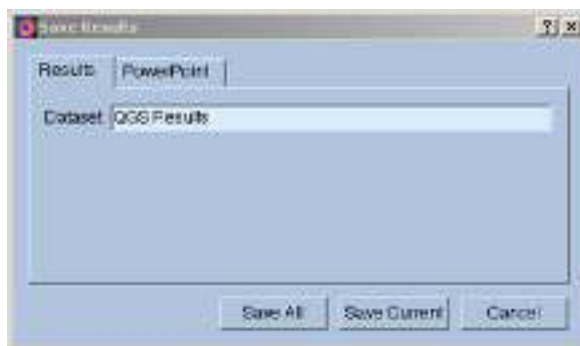 Save Results
Results PowerPoint
Dataset QGS Results
Save All Save Current Cancel